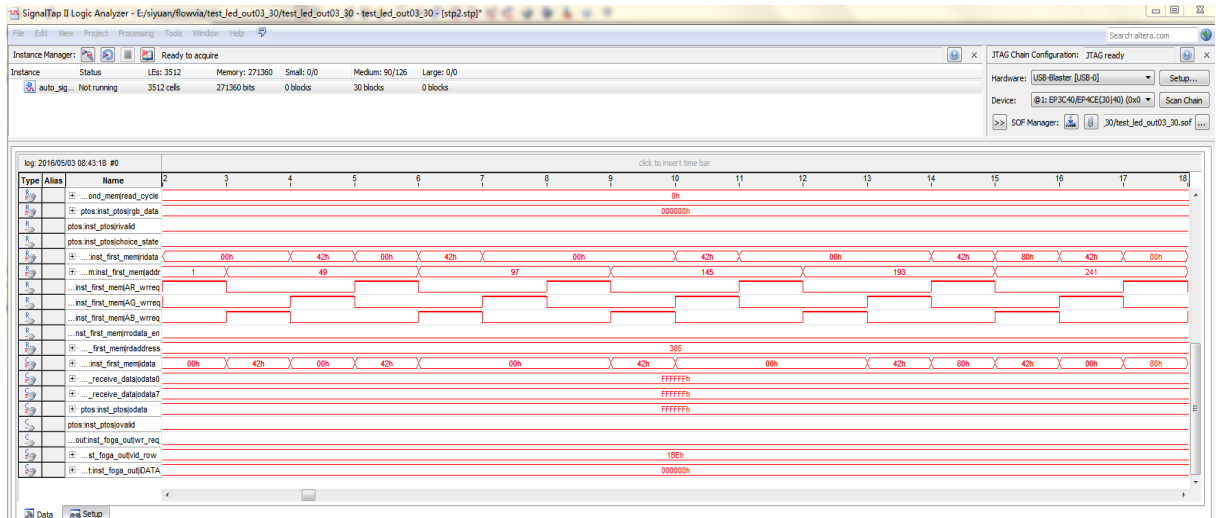 SignalTap II Logic Analyzer - E:/siyuan/flowvia/test_led_out03_30/test_led_out03_30 - test_led_out03_30 - [stp2.stp]*
File Edit View Project Processing Tools Window Help Search altera.com
Instance Manager: Ready to acquire
Instance Status LEs: 3512 Memory: 271360 Small: 0/0 Medium: 90/126 Large: 0/0
auto_sig... Not running 3512 cells 271360 bits 0 blocks 30 blocks 0 blocks
JTAG Chain Configuration: JTAG ready
Hardware: USB-Blaster [USB-0] Setup...
Device: @1: EP3C40/EP4CE(30|40) (0x0 Scan Chain
>> SOF Manager: _30/test_led_out03_30.sof ...
log: 2016/05/03 08:43:18 #0 click to insert time bar
Type Alias Name 2 3 4 5 6 7 8 9 10 11 12 13 14 15 16 17 18
...ond_mem|read_cycle 0h
ptos:inst_ptos|rgb_data 000000h
ptos:inst_ptos|rivalid
ptos:inst_ptos|choice_state
...:inst_first_mem|ridata 00h 42h 00h 42h 00h 42h 00h 42h 80h 42h 00h
...m:inst_first_mem|addr 1 49 97 145 193 241
...inst_first_mem|AR_wrreq
...inst_first_mem|AG_wrreq
...inst_first_mem|AB_wrreq
...nst_first_mem|rrodata_en
..._first_mem|rdaddress 385
...:inst_first_mem|idata 00h 42h 00h 42h 00h 42h 00h 42h 80h 42h 00h 80h
..._receive_data|odata0 FFFFFFh
..._receive_data|odata7 FFFFFFh
ptos:inst_ptos|odata FFFFFFh
ptos:inst_ptos|ovalid
...out:inst_foga_out|wr_req
...st_foga_out|vid_row 1BEh
...t:inst_foga_out|iDATA 000000h
Data Setup